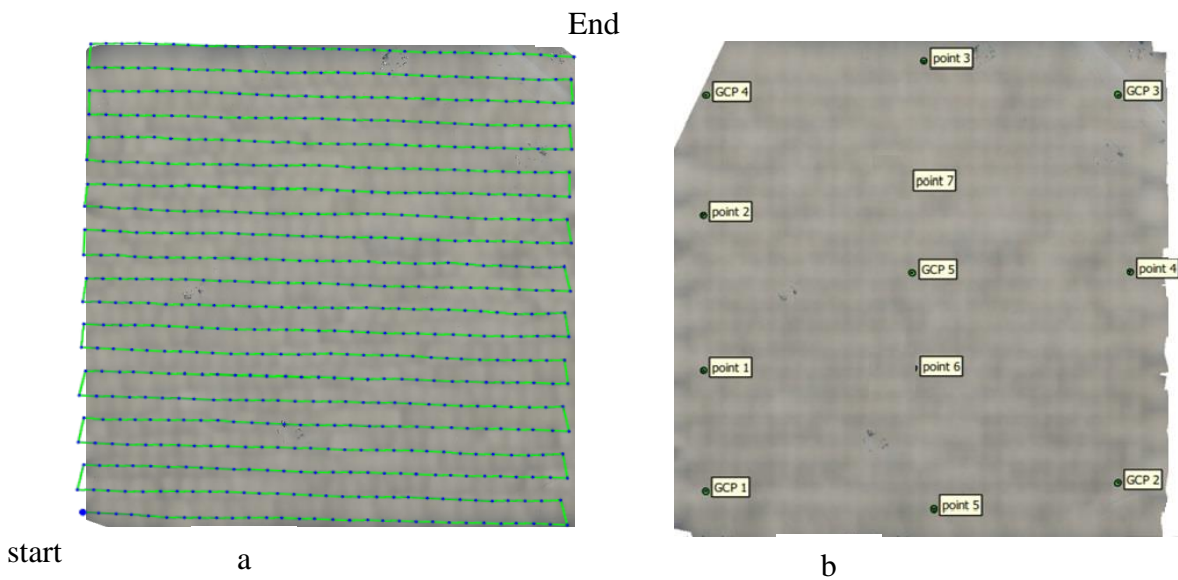 End
point 3
GCP 4
GCP 3
point 7
point 2
GCP 5
point 4
point 1
point 6
GCP 1
GCP 2
point 5
start
a
b